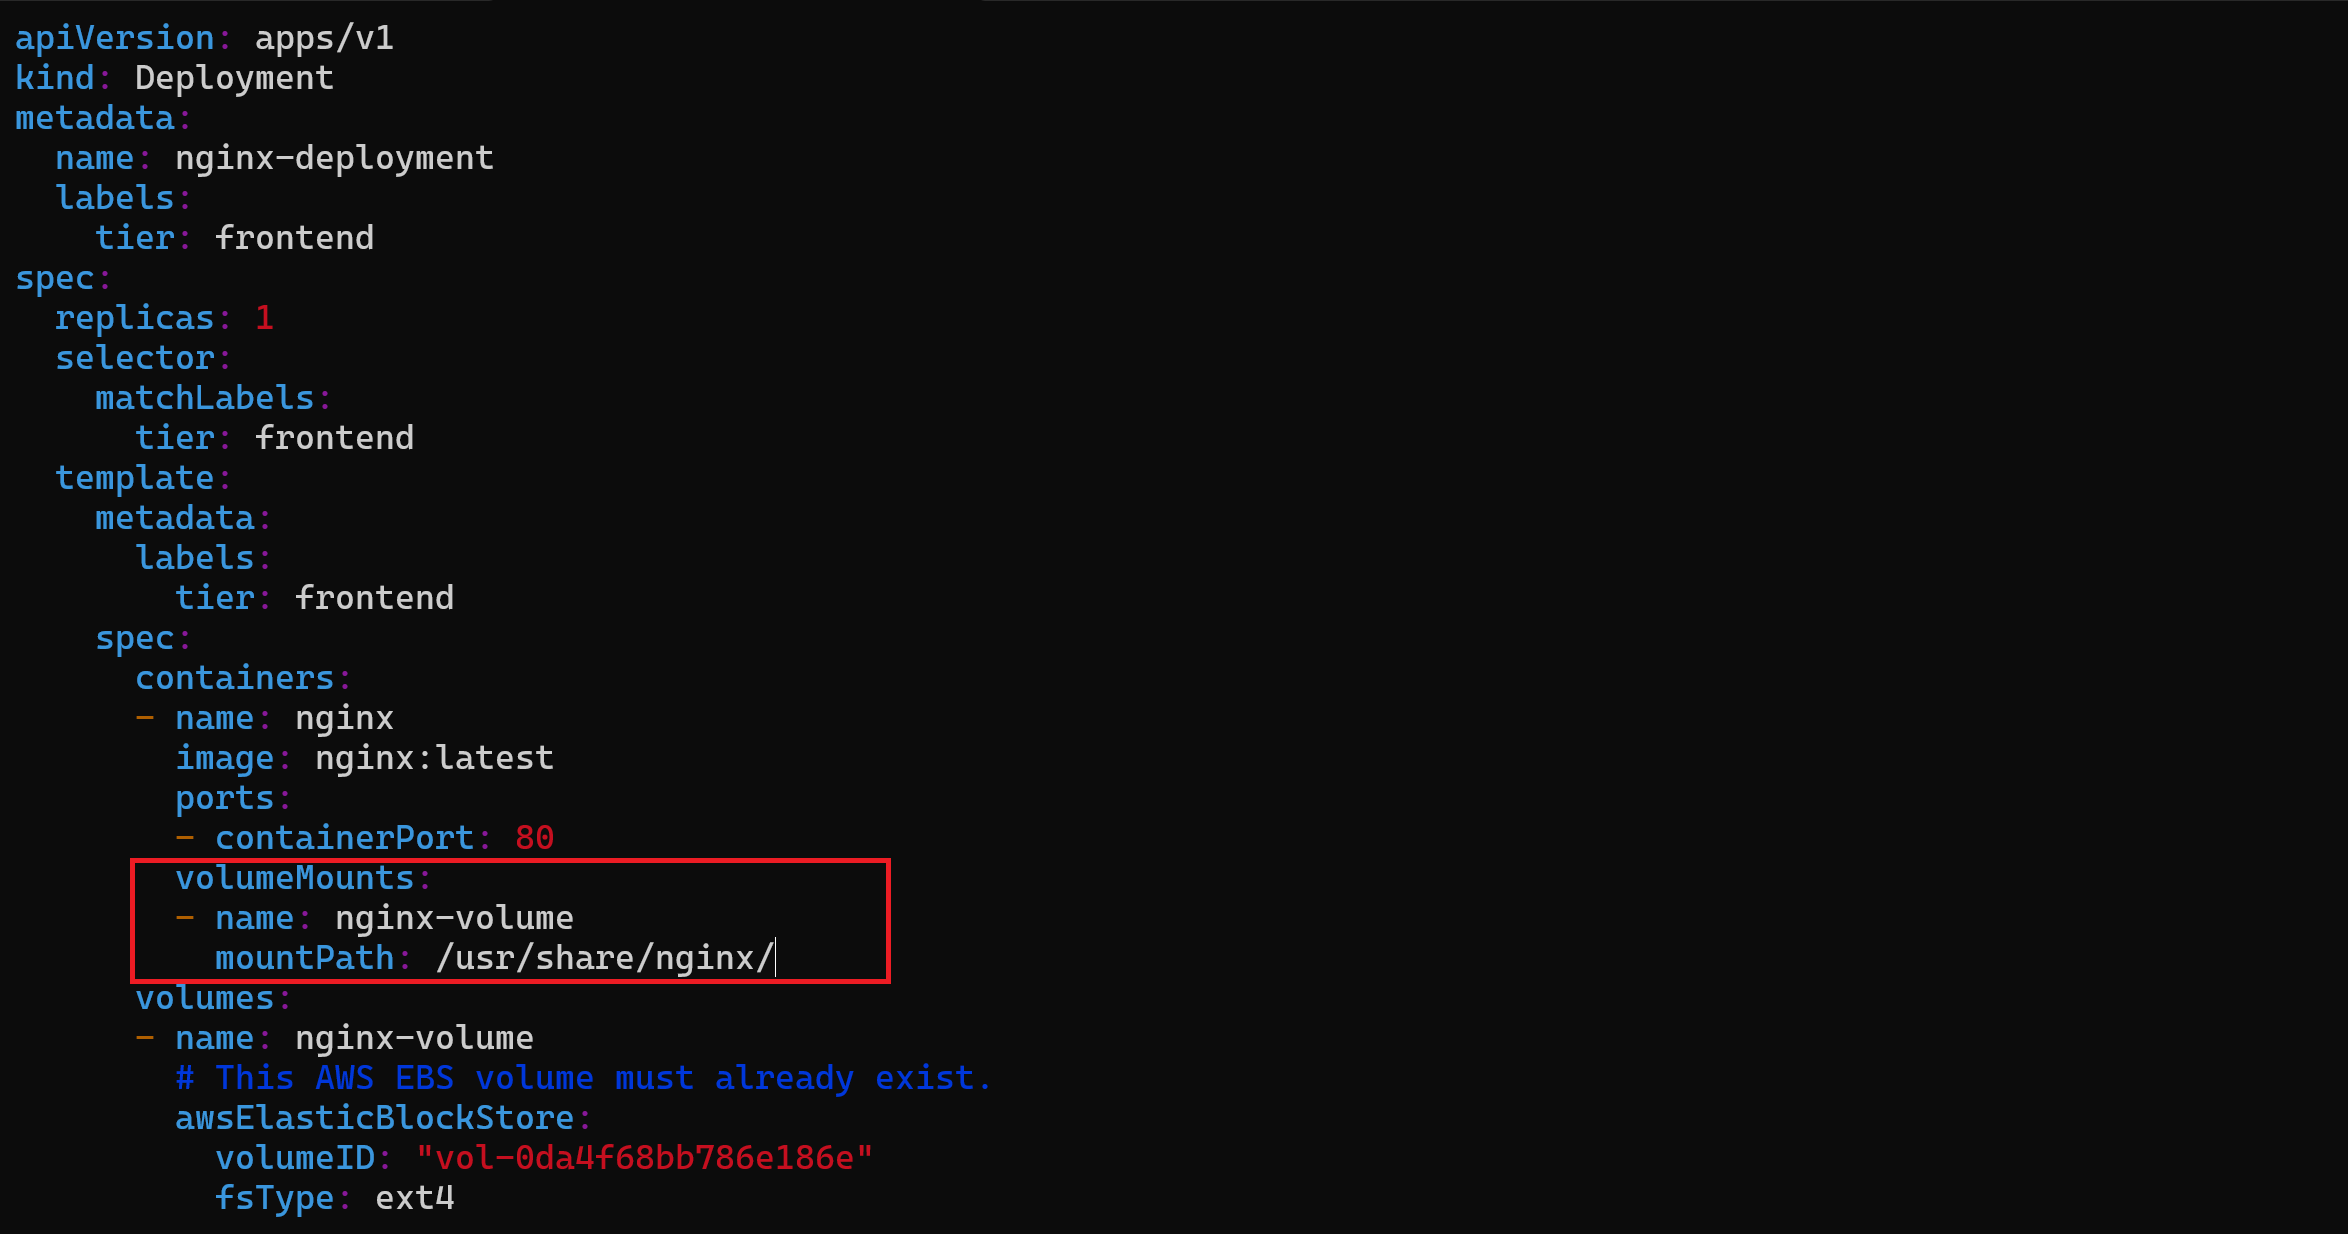 apiVersion: apps/v1
kind: Deployment
metadata:
  name: nginx-deployment
  labels:
    tier: frontend
spec:
  replicas: 1
  selector:
    matchLabels:
      tier: frontend
  template:
    metadata:
      labels:
        tier: frontend
    spec:
      containers:
      - name: nginx
        image: nginx:latest
        ports:
        - containerPort: 80
        volumeMounts:
        - name: nginx-volume
          mountPath: /usr/share/nginx/
      volumes:
      - name: nginx-volume
        # This AWS EBS volume must already exist.
        awsElasticBlockStore:
          volumeID: "vol-0da4f68bb786e186e"
          fsType: ext4